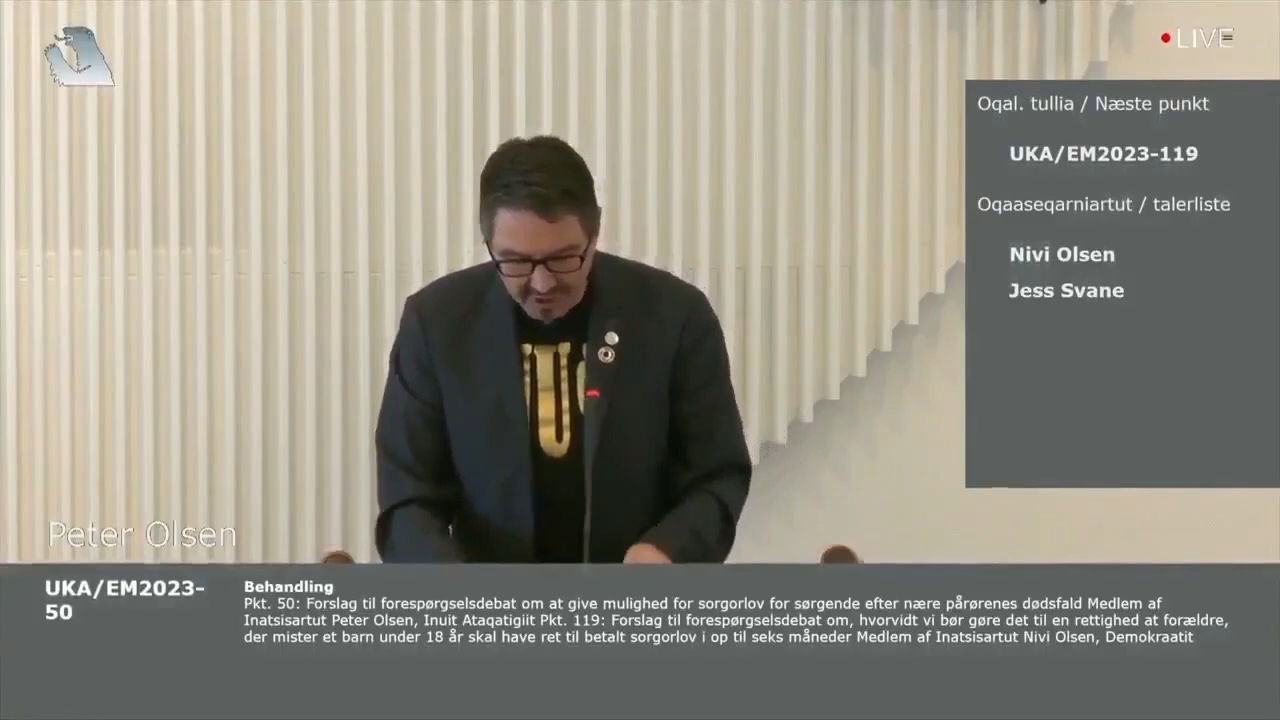 LIVE
Oqal. tullia / Næste punkt
UKA/EM2023-119
Oqaaseqarniartut / talerliste
Nivi Olsen
Jess Svane
Peter Olsen
UKA/EM2023-
50
Behandling
Pkt. 50: Forslag til forespørgselsdebat om at give mulighed for sorgorlov for sørgende efter nære pårørenes dødsfald Medlem af
Inatsisartut Peter Olsen, Inuit Ataqatigiit Pkt. 119: Forslag til forespørgselsdebat om, hvorvidt vi bør gøre det til en rettighed at forældre,
der mister et barn under 18 år skal have ret til betalt sorgorlov i op til seks måneder Medlem af Inatsisartut Nivi Olsen, Demokraatit